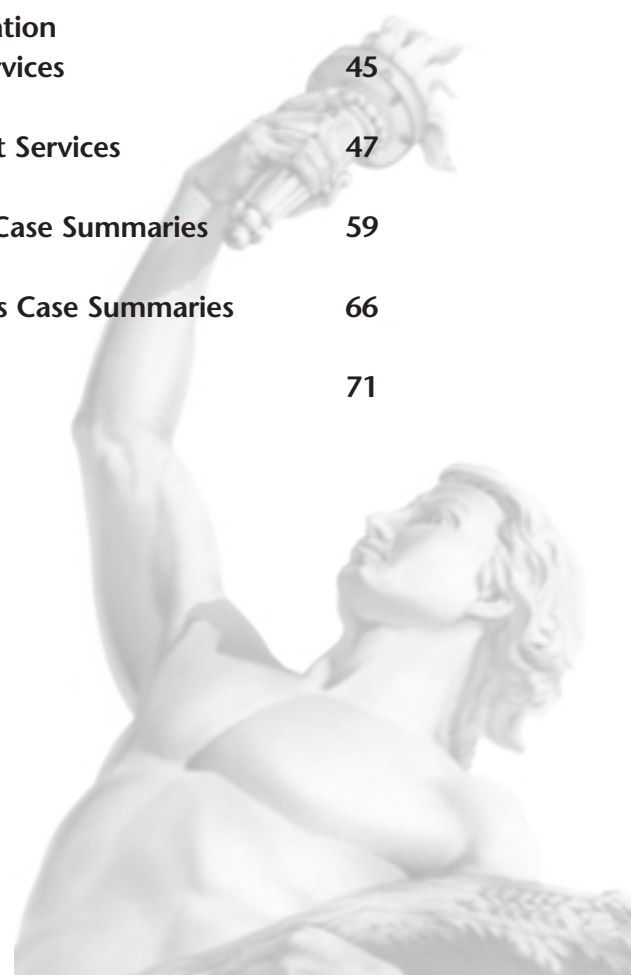 ation
rvices 45
t Services 47
Case Summaries 59
s Case Summaries 66
71